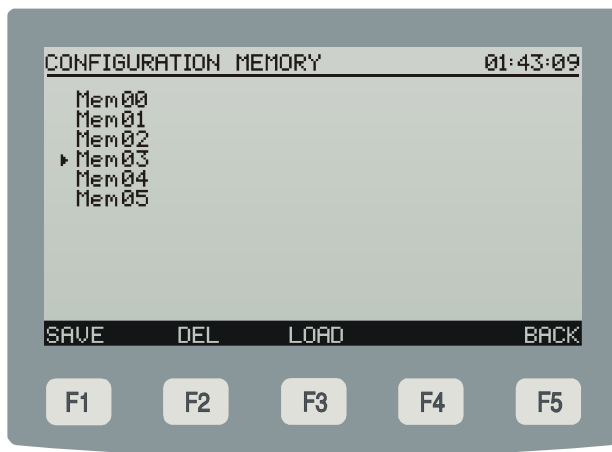 CONFIGURATION MEMORY 01:43:09
Mem00
Mem01
Mem02
Mem03
Mem04
Mem05
SAVE DEL LOAD BACK
F1 F2 F3 F4 F5